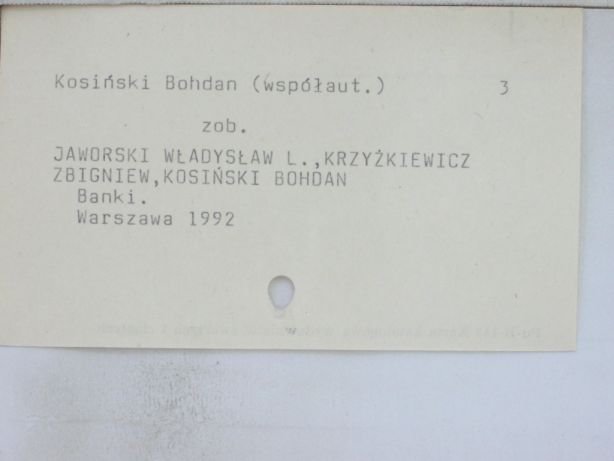 Kosiński Bohdan (współaut.) 3
zob.
JAWORSKI WŁADYSŁAW L.,KRZYŻKIEWICZ
ZBIGNIEW,KOSIŃSKI BOHDAN
Banki.
Warszawa 1992